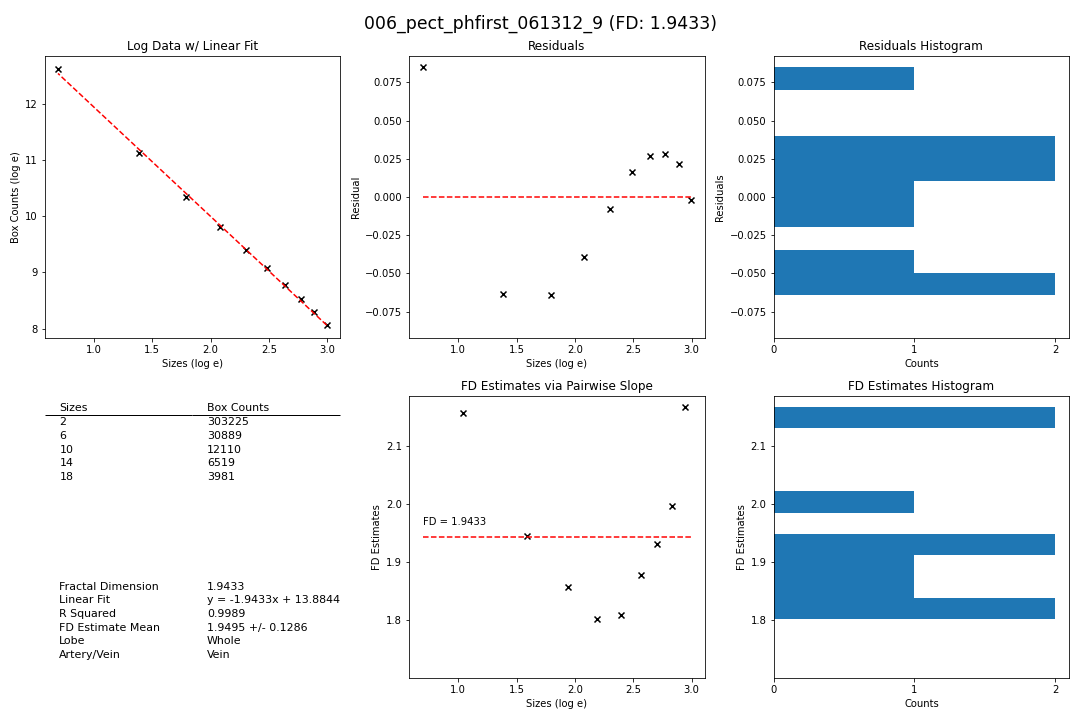 006_pect_phfirst_061312_9 (FD: 1.9433)
Log Data w/ Linear Fit
Box Counts (log e)
12
11
10
9
8
1.0 1.5 2.0 2.5 3.0
Sizes (log e)
Residuals
Residual
0.075
0.050
0.025
0.000
−0.025
−0.050
−0.075
1.0 1.5 2.0 2.5 3.0
Sizes (log e)
Residuals Histogram
Residuals
0.075
0.050
0.025
0.000
−0.025
−0.050
−0.075
0 1 2
Counts
Sizes Box Counts
2 303225
6 30889
10 12110
14 6519
18 3981
Fractal Dimension 1.9433
Linear Fit y = -1.9433x + 13.8844
R Squared 0.9989
FD Estimate Mean 1.9495 +/- 0.1286
Lobe Whole
Artery/Vein Vein
FD Estimates via Pairwise Slope
FD Estimates
2.1
2.0
1.9
1.8
FD = 1.9433
1.0 1.5 2.0 2.5 3.0
Sizes (log e)
FD Estimates Histogram
FD Estimates
2.1
2.0
1.9
1.8
0 1 2
Counts